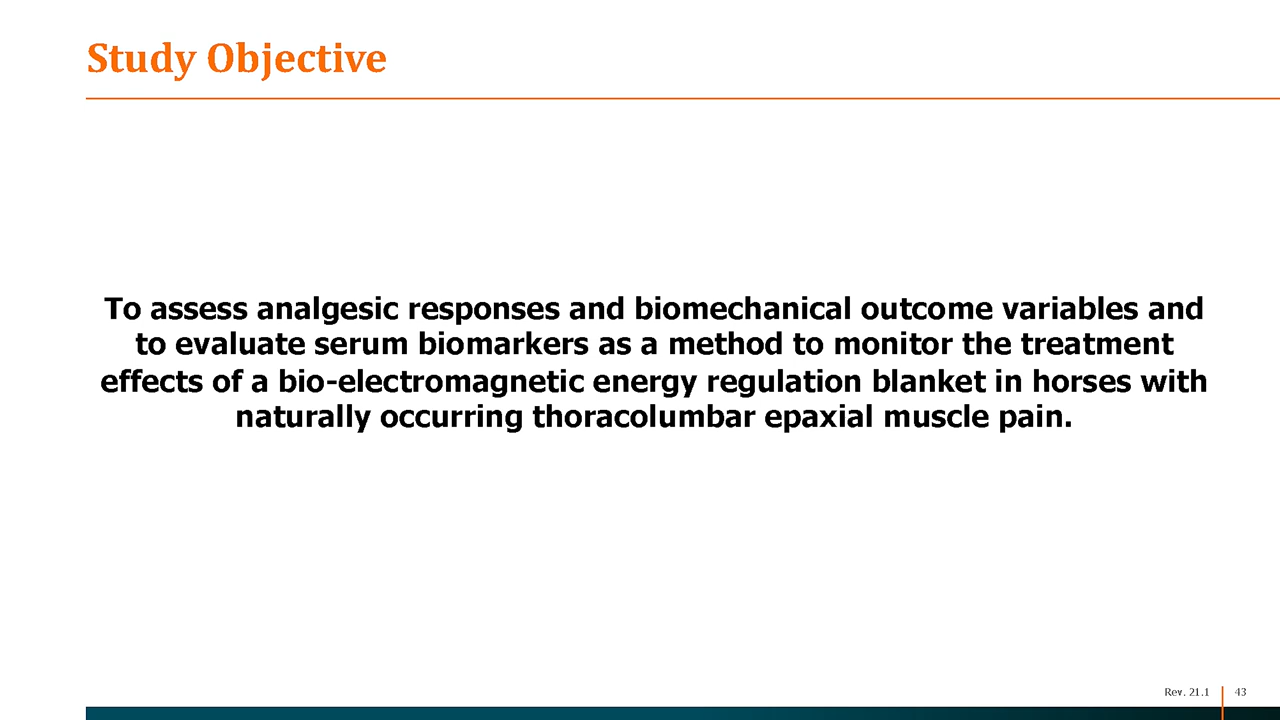 Study Objective
To assess analgesic responses and biomechanical outcome variables and
to evaluate serum biomarkers as a method to monitor the treatment
effects of a bio-electromagnetic energy regulation blanket in horses with
naturally occurring thoracolumbar epaxial muscle pain.
Rev. 21.1
43